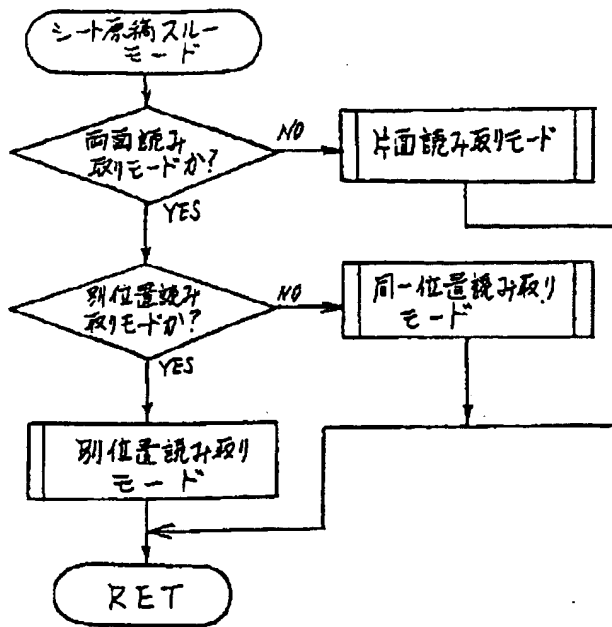 シート原稿スルー
モード
両面読み
取りモードか?
NO
片面読み取りモード
YES
別位置読み
取りモードか?
NO
同一位置読み取り
モード
YES
別位置読み取り
モード
RET